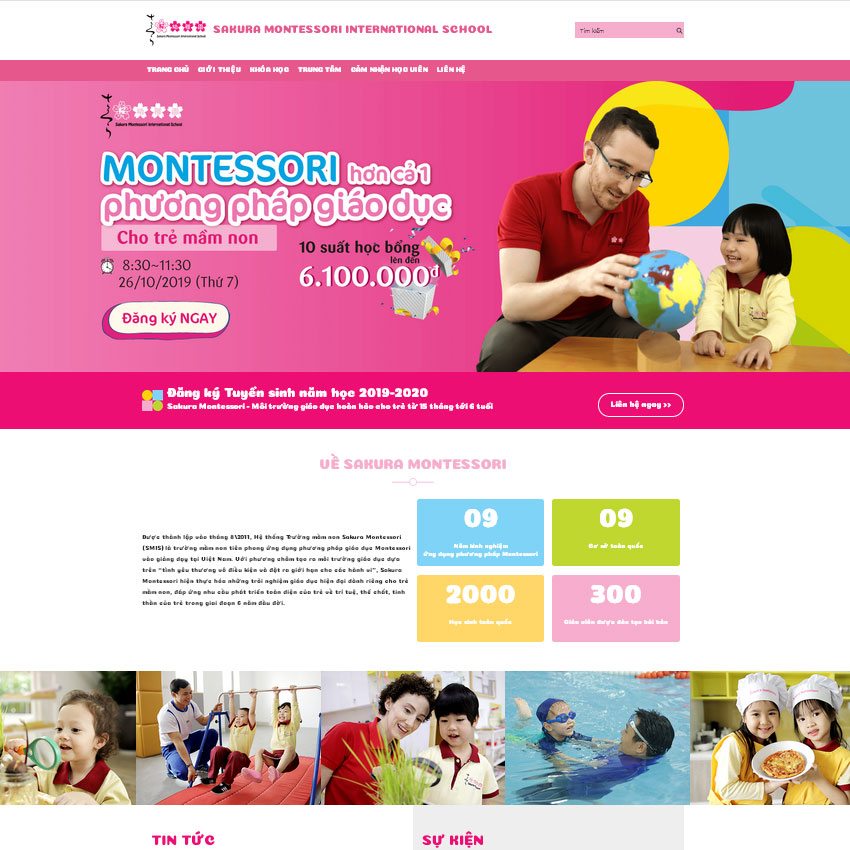 Sakura Montessori International School
SAKURA MONTESSORI INTERNATIONAL SCHOOL
Tìm kiếm
TRANG CHỦ GIỚI THIỆU KHÓA HỌC TRUNG TÂM CẢM NHẬN HỌC VIÊN LIÊN HỆ
Sakura Montessori International School
MONTESSORI hơn cả 1
phương pháp giáo dục
Cho trẻ mầm non
10 suất học bổng
lên đến
8:30~11:30
6.100.000đ
26/10/2019 (Thứ 7)
Đăng ký NGAY
Đăng ký Tuyển sinh năm học 2019-2020
Sakura Montessori - Môi trường giáo dục hoàn hảo cho trẻ từ 15 tháng tới 6 tuổi
Liên hệ ngay >>
VỀ SAKURA MONTESSORI
09
Năm kinh nghiệm
ứng dụng phương pháp Montessori
09
Cơ sở toàn quốc
Được thành lập vào tháng 8\2011, Hệ thống Trường mầm non Sakura Montessori
(SMIS) là trường mầm non tiên phong ứng dụng phương pháp giáo dục Montessori
vào giảng dạy tại Việt Nam. Với phương châm tạo ra môi trường giáo dục dựa
trên “tình yêu thương vô điều kiện và đặt ra giới hạn cho các hành vi”, Sakura
Montessori hiện thực hóa những trải nghiệm giáo dục hiện đại dành riêng cho trẻ
mầm non, đáp ứng nhu cầu phát triển toàn diện của trẻ về trí tuệ, thể chất, tinh
thần của trẻ trong giai đoạn 6 năm đầu đời.
2000
Học sinh toàn quốc
300
Giáo viên được đào tạo bài bản
TIN TỨC
SỰ KIỆN